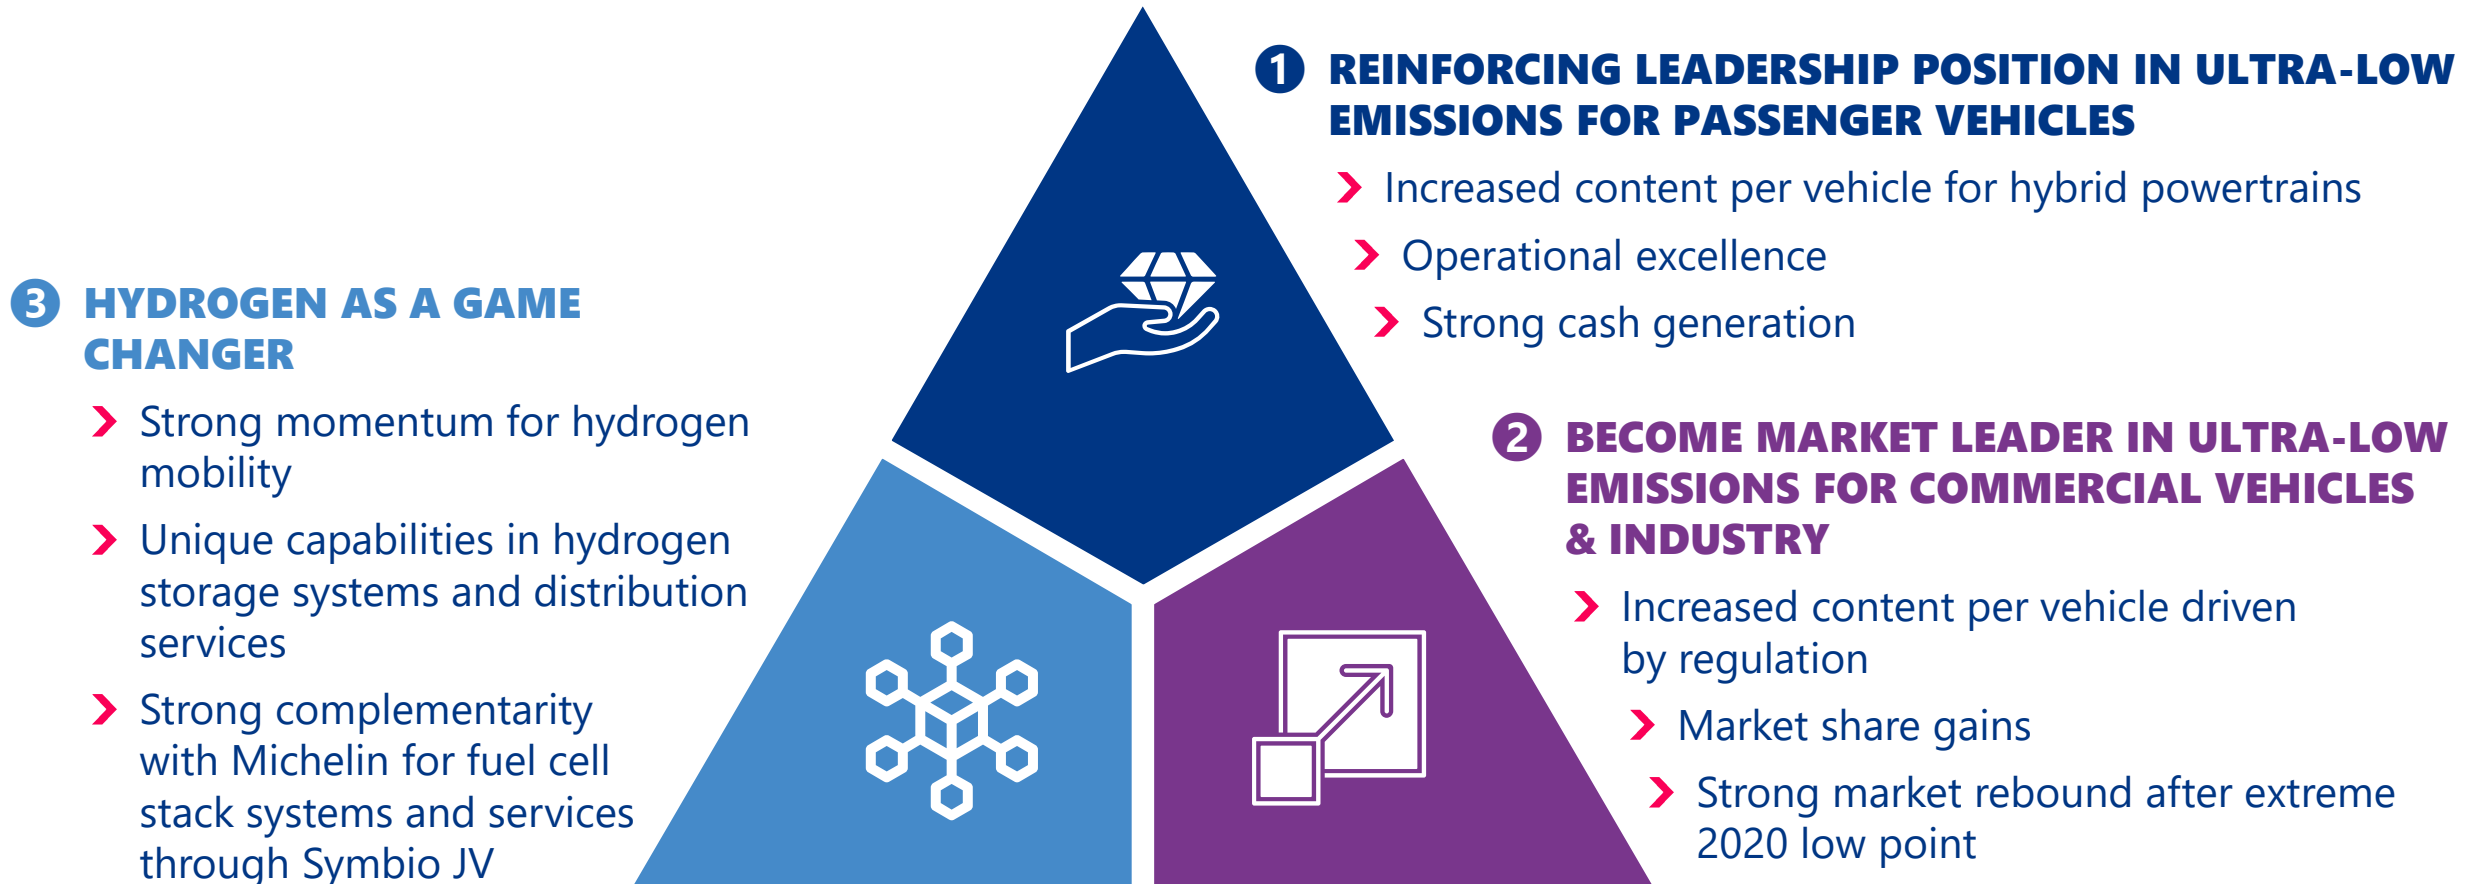 1 REINFORCING LEADERSHIP POSITION IN ULTRA-LOW
EMISSIONS FOR PASSENGER VEHICLES
Increased content per vehicle for hybrid powertrains
Operational excellence
Strong cash generation
2 BECOME MARKET LEADER IN ULTRA-LOW
EMISSIONS FOR COMMERCIAL VEHICLES
& INDUSTRY
Increased content per vehicle driven
by regulation
Market share gains
Strong market rebound after extreme
2020 low point
3 HYDROGEN AS A GAME
CHANGER
Strong momentum for hydrogen
mobility
Unique capabilities in hydrogen
storage systems and distribution
services
Strong complementarity
with Michelin for fuel cell
stack systems and services
through Symbio JV